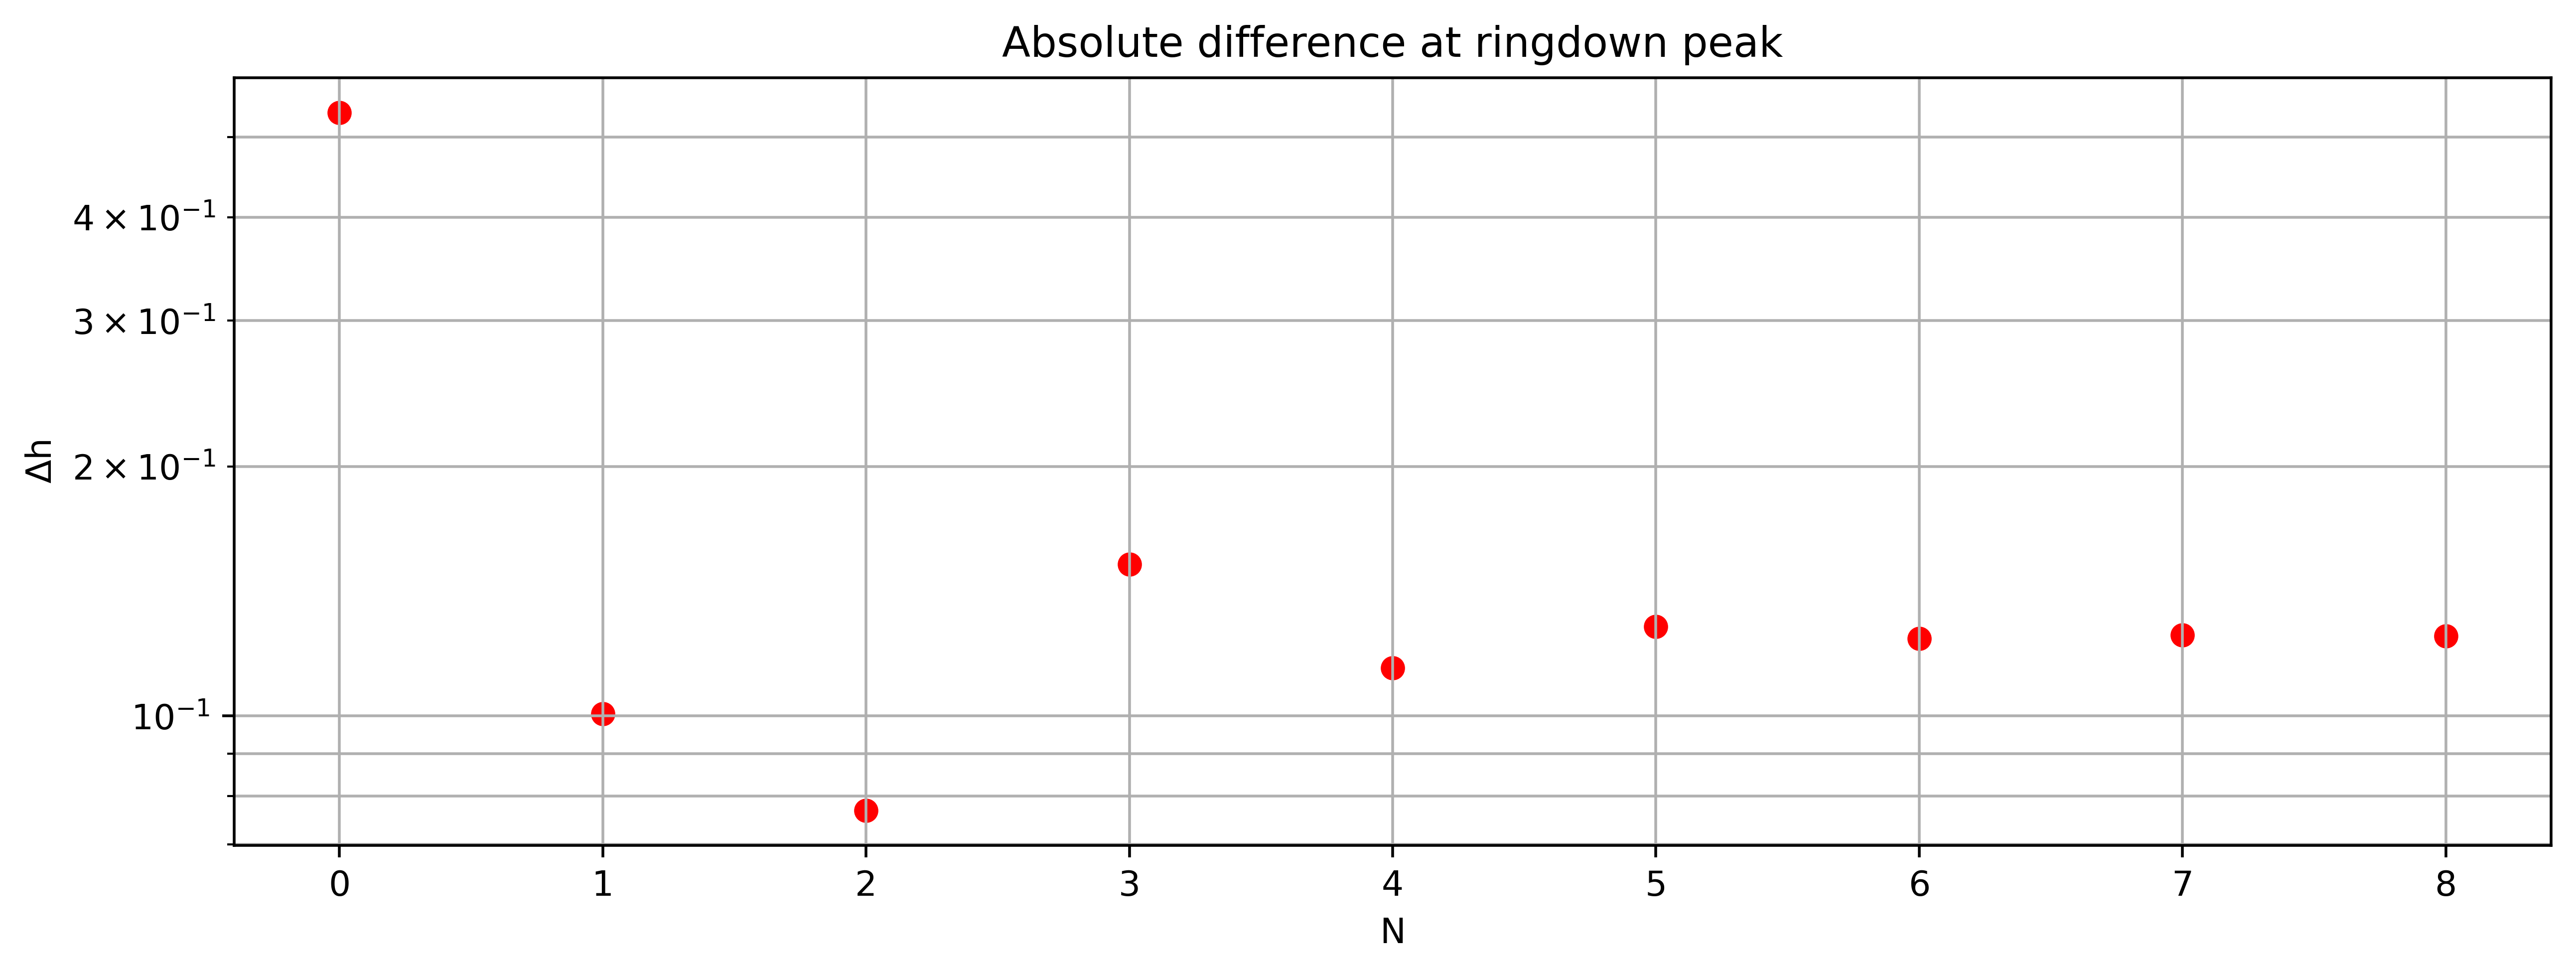 Absolute difference at ringdown peak
Δh
4 × 10⁻¹
3 × 10⁻¹
2 × 10⁻¹
10⁻¹
0 1 2 3 4 5 6 7 8
N